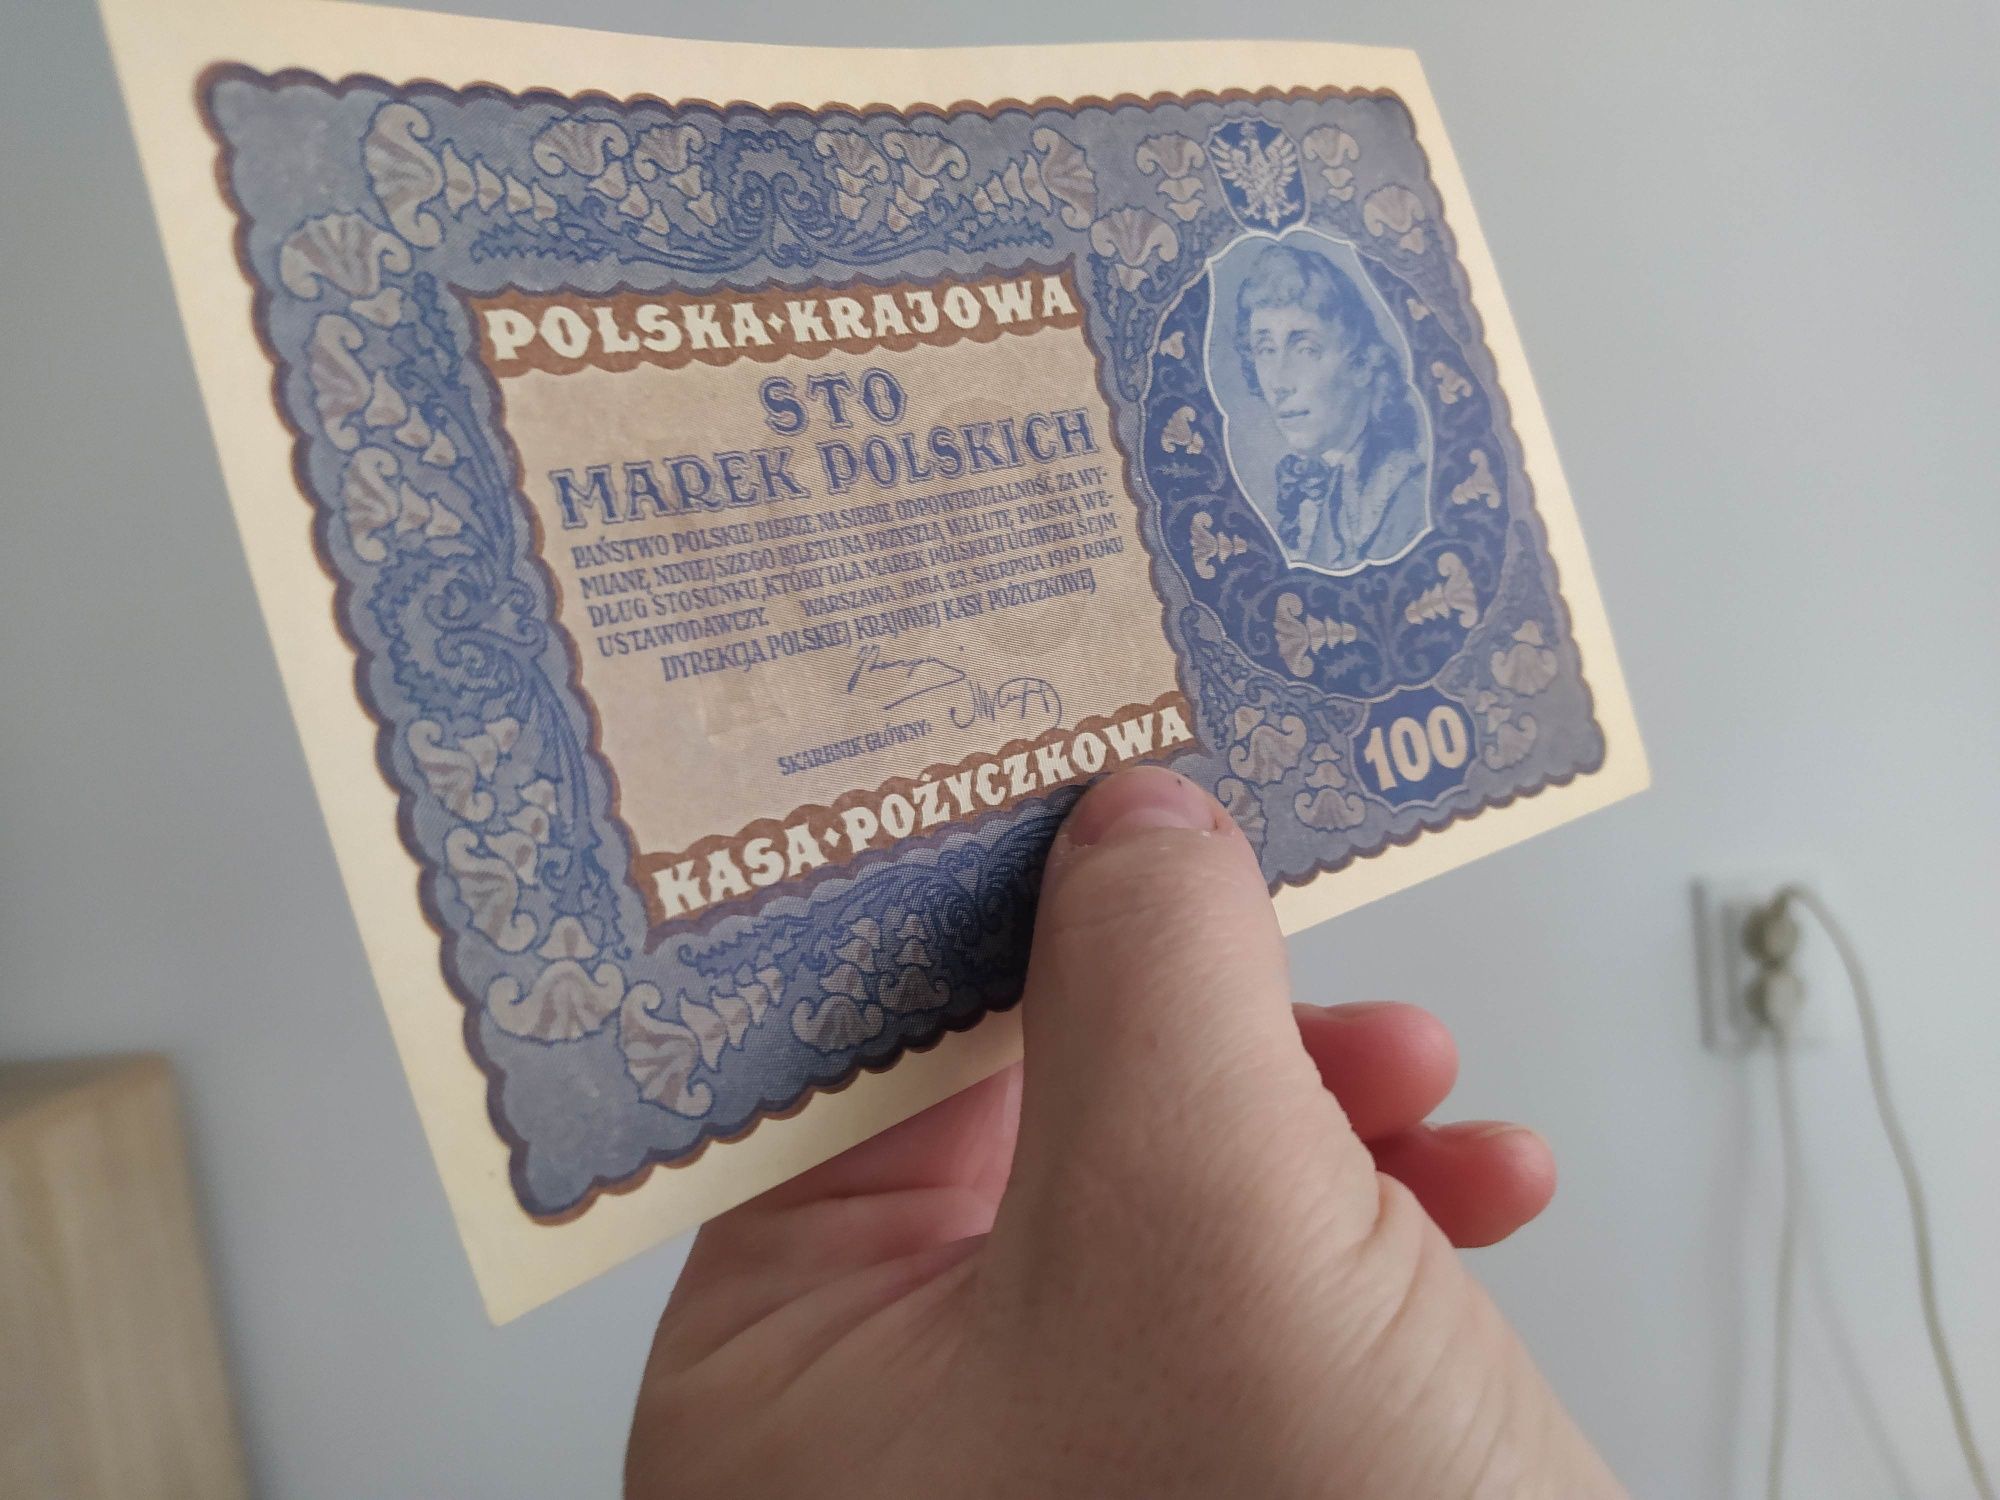 POLSKA·KRAJOWA
STO
MAREK POLSKICH
PAŃSTWO POLSKIE BIERZE NA SIEBIE ODPOWIEDZIALNOŚĆ ZA WY-
MIANĘ NINIEJSZEGO BILETU NA PRZYSZŁĄ WALUTĘ POLSKĄ WE-
DŁUG STOSUNKU, KTÓRY DLA MAREK POLSKICH UCHWALI SEJM
USTAWODAWCZY. WARSZAWA, DNIA 23. SIERPNIA 1919 ROKU
DYREKCJA POLSKIEJ KRAJOWEJ KASY POŻYCZKOWEJ
SKARBNIK GŁÓWNY:
KASA·POŻYCZKOWA
100